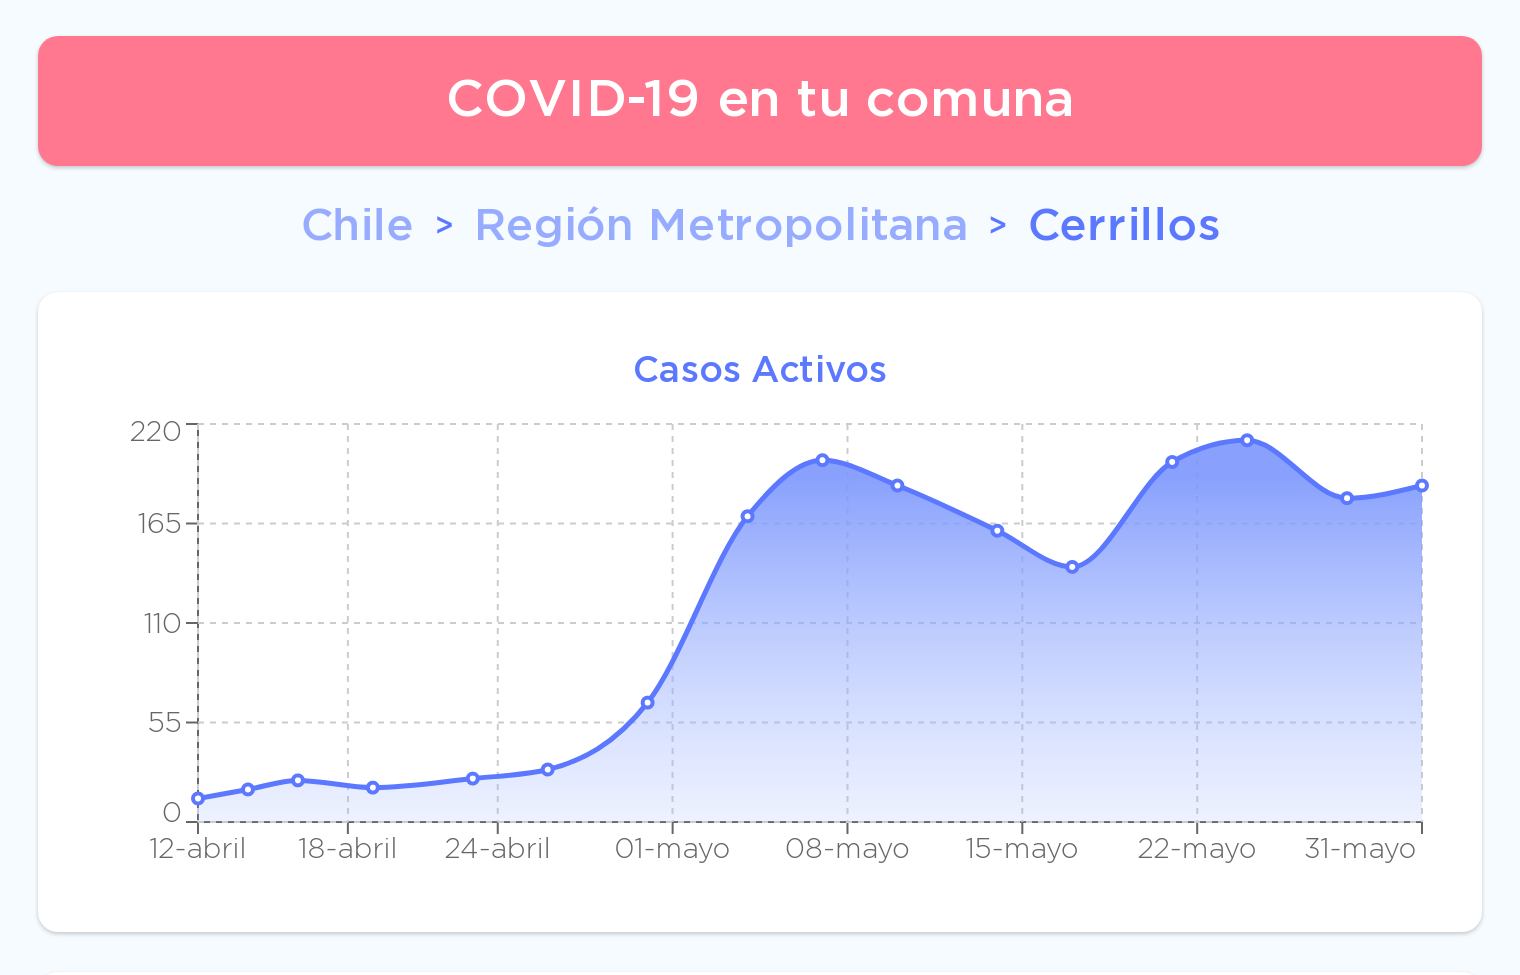 COVID-19 en tu comuna
Chile > Región Metropolitana > Cerrillos
Casos Activos
220
165
110
55
0
12-abril 18-abril 24-abril 01-mayo 08-mayo 15-mayo 22-mayo 31-mayo